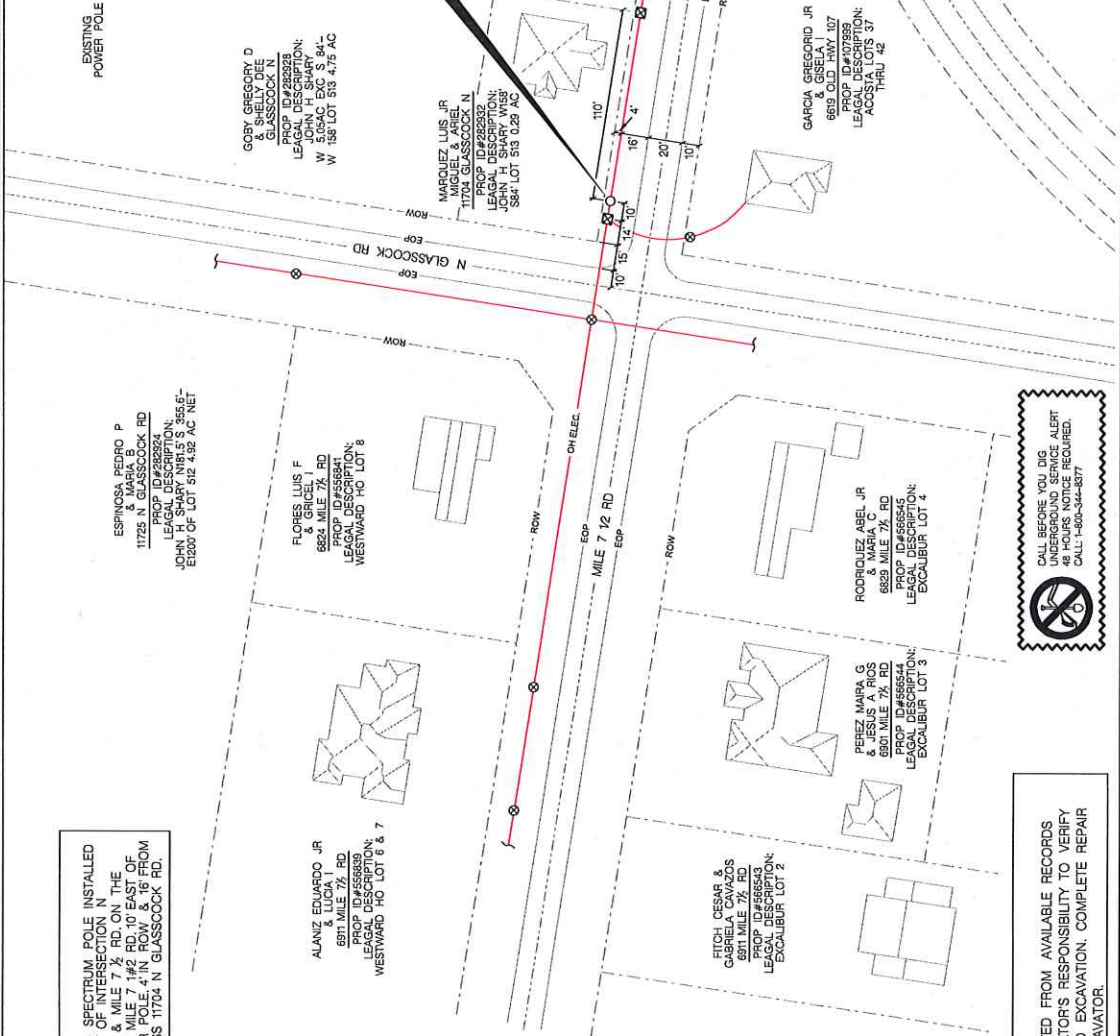 EXISTING
POWER POLE
GOBY GREGORY D
& SHELLY DEE
GLASSCOCK N
PROP ID#282928
LEAGAL DESCRIPTION:
JOHN H SHARY
W 5.05AC EXC S 84'-
W 158' LOT 513 4.75 AC
MARQUEZ LUIS JR
MIGUEL & ARIEL
11704 GLASSCOCK N
PROP ID#282932
LEAGAL DESCRIPTION:
JOHN H SHARY W158'
S84' LOT 513 0.29 AC
GARCIA GREGORID JR
& GISELA I
6619 OLD HWY 107
PROP ID#107999
LEAGAL DESCRIPTION:
ACOSTA LOTS 37
THRU 42
110'
4'
16'
20'
10'
10'
14'
15'
10'
ROW
EOP
N GLASSCOCK RD
EOP
ROW
ESPINOSA PEDRO P
& MARIA B
11725 N GLASSCOCK RD
PROP ID#282924
LEAGAL DESCRIPTION:
JOHN H SHARY N181.5' S 355.6'-
E1200' OF LOT 512 4.92 AC NET
FLORES LUIS F
& GRICEL I
6824 MILE 7½ RD
PROP ID#556841
LEAGAL DESCRIPTION:
WESTWARD HO LOT 8
OH ELEC.
ROW
EOP
MILE 7 1/2 RD
EOP
ROW
RODRIQUEZ ABEL JR
& MARIA C
6829 MILE 7½ RD
PROP ID#566545
LEAGAL DESCRIPTION:
EXCALIBUR LOT 4
PEREZ MAIRA G
& JESUS A RIOS
6901 MILE 7½ RD
PROP ID#566544
LEAGAL DESCRIPTION:
EXCALIBUR LOT 3
ALANIZ EDUARDO JR
& LUCIA I
6911 MILE 7½ RD
PROP ID#556839
LEAGAL DESCRIPTION:
WESTWARD HO LOT 6 & 7
FITCH CESAR &
GABRIELA CAVAZOS
6911 MILE 7½ RD
PROP ID#566543
LEAGAL DESCRIPTION:
EXCALIBUR LOT 2
CALL BEFORE YOU DIG
UNDERGROUND SERVICE ALERT
48 HOURS NOTICE REQUIRED.
CALL 1-800-344-8377
SPECTRUM POLE INSTALLED
OF INTERSECTION N
& MILE 7 ½ RD. ON THE
MILE 7 1#2 RD, 10' EAST OF
POLE, 4' IN ROW & 16' FROM
11704 N GLASSCOCK RD.
FROM AVAILABLE RECORDS
RESPONSIBILITY TO VERIFY
EXCAVATION. COMPLETE REPAIR